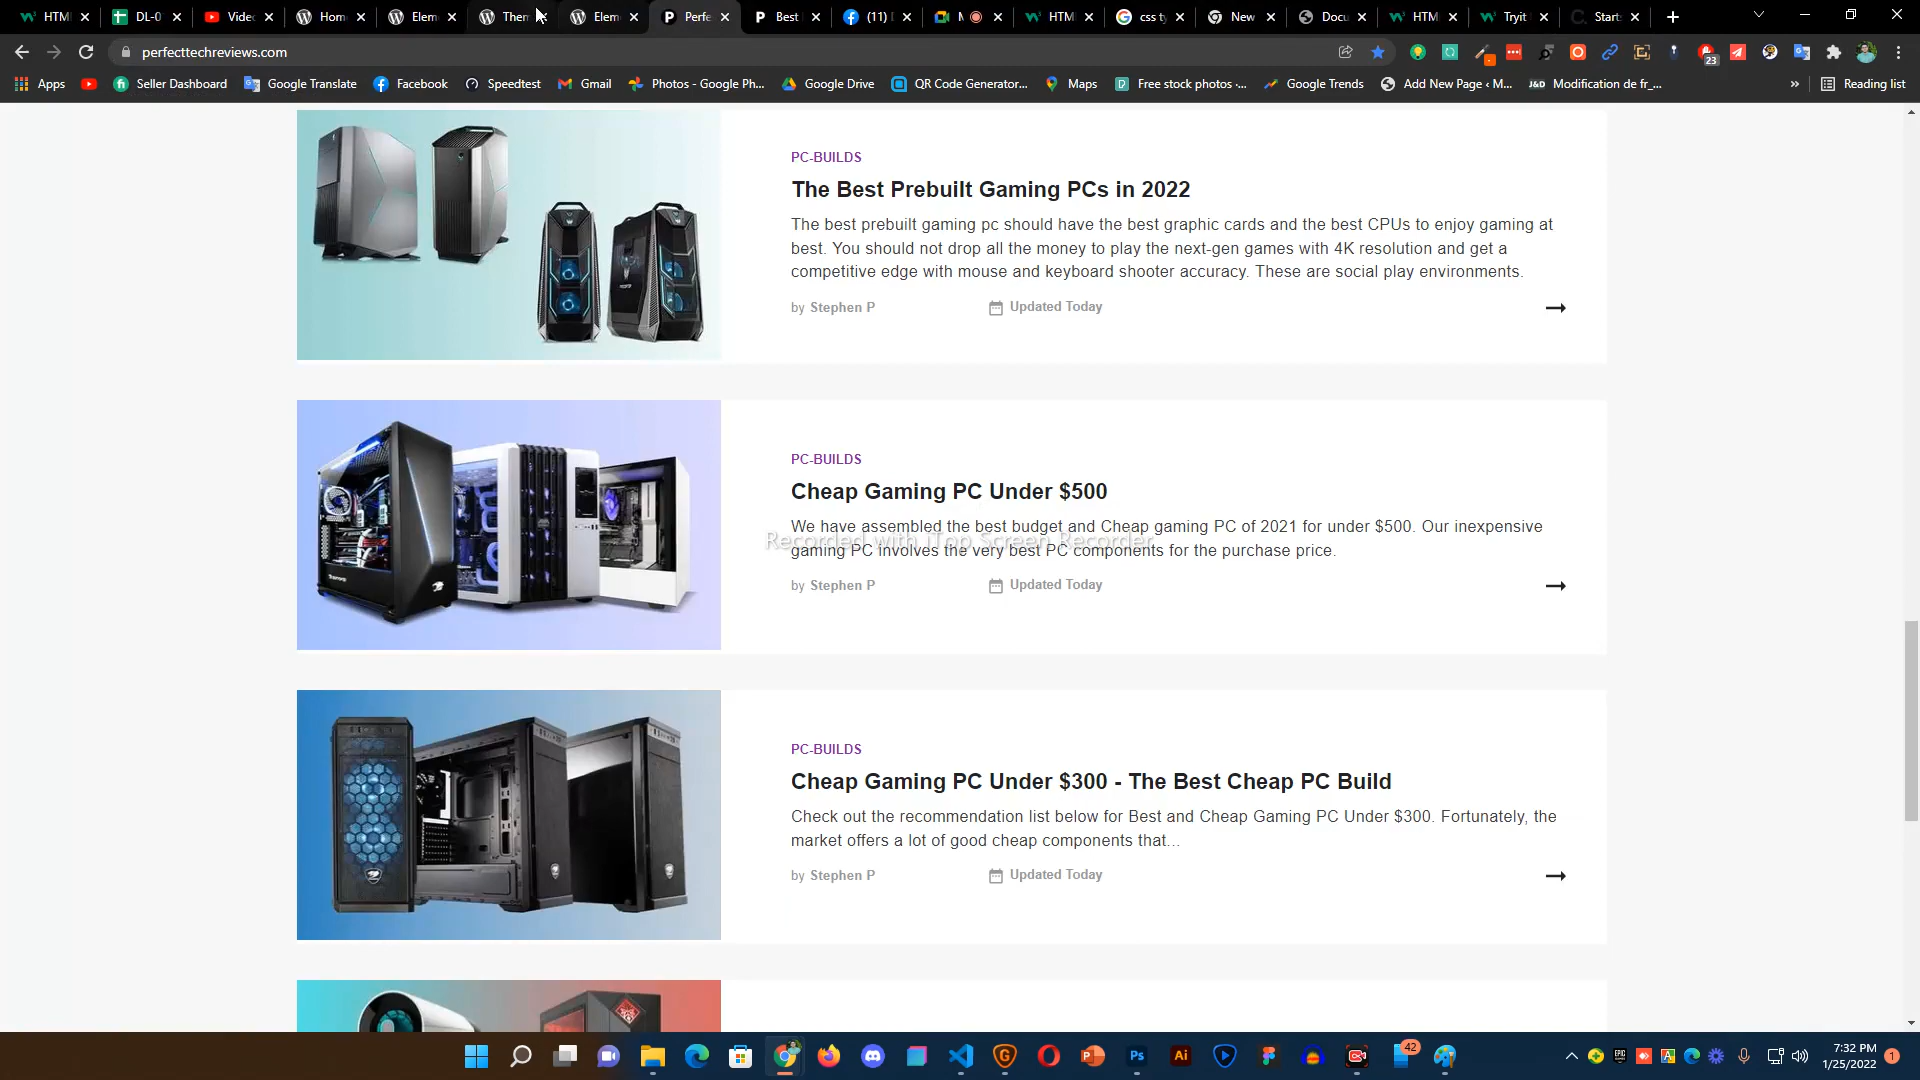 HTM
DL-0
Vide
Hom
Elem
Them
Elem
Perfe
Best
(11)
HTM
css ty
New
Docu
HTM
Tryit
Start
perfecttechreviews.com
23
Apps
Seller Dashboard
Google Translate
Facebook
Speedtest
Gmail
Photos - Google Ph...
Google Drive
QR Code Generator...
Maps
Free stock photos ·...
Google Trends
Add New Page ‹ M...
Modification de fr_...
»
Reading list
PC-BUILDS
The Best Prebuilt Gaming PCs in 2022
The best prebuilt gaming pc should have the best graphic cards and the best CPUs to enjoy gaming at
best. You should not drop all the money to play the next-gen games with 4K resolution and get a
competitive edge with mouse and keyboard shooter accuracy. These are social play environments.
by Stephen P
Updated Today
PC-BUILDS
Cheap Gaming PC Under $500
We have assembled the best budget and Cheap gaming PC of 2021 for under $500. Our inexpensive
Recorded with iTop Screen Recorder
gaming PC involves the very best PC components for the purchase price.
by Stephen P
Updated Today
PC-BUILDS
Cheap Gaming PC Under $300 - The Best Cheap PC Build
Check out the recommendation list below for Best and Cheap Gaming PC Under $300. Fortunately, the
market offers a lot of good cheap components that...
by Stephen P
Updated Today
42
7:32 PM
1/25/2022
1